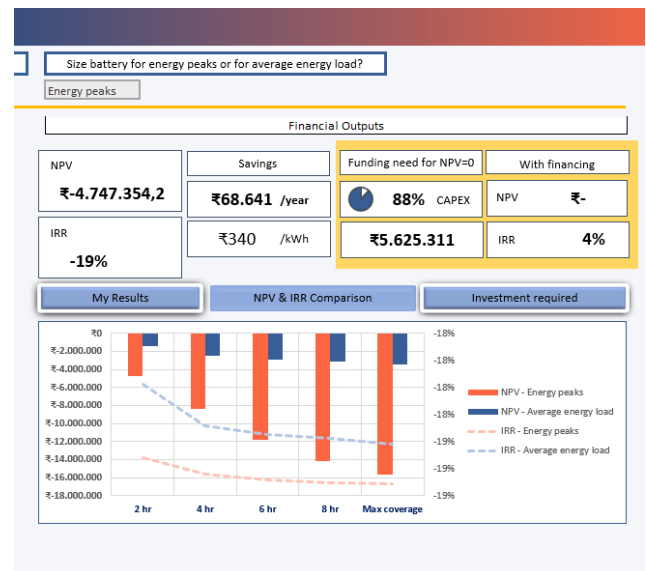 Size battery for energy peaks or for average energy load?
Energy peaks
Financial Outputs
NPV
₹-4.747.354,2
IRR
-19%
Savings
₹68.641 /year
₹340 /kWh
Funding need for NPV=0
88% CAPEX
₹5.625.311
With financing
NPV ₹-
IRR 4%
My Results
NPV & IRR Comparison
Investment required
₹0
₹-2.000.000
₹-4.000.000
₹-6.000.000
₹-8.000.000
₹-10.000.000
₹-12.000.000
₹-14.000.000
₹-16.000.000
₹-18.000.000
2 hr 4 hr 6 hr 8 hr Max coverage
-18%
-18%
-18%
-18%
-19%
-19%
-19%
NPV - Energy peaks
NPV - Average energy load
IRR - Energy peaks
IRR - Average energy load